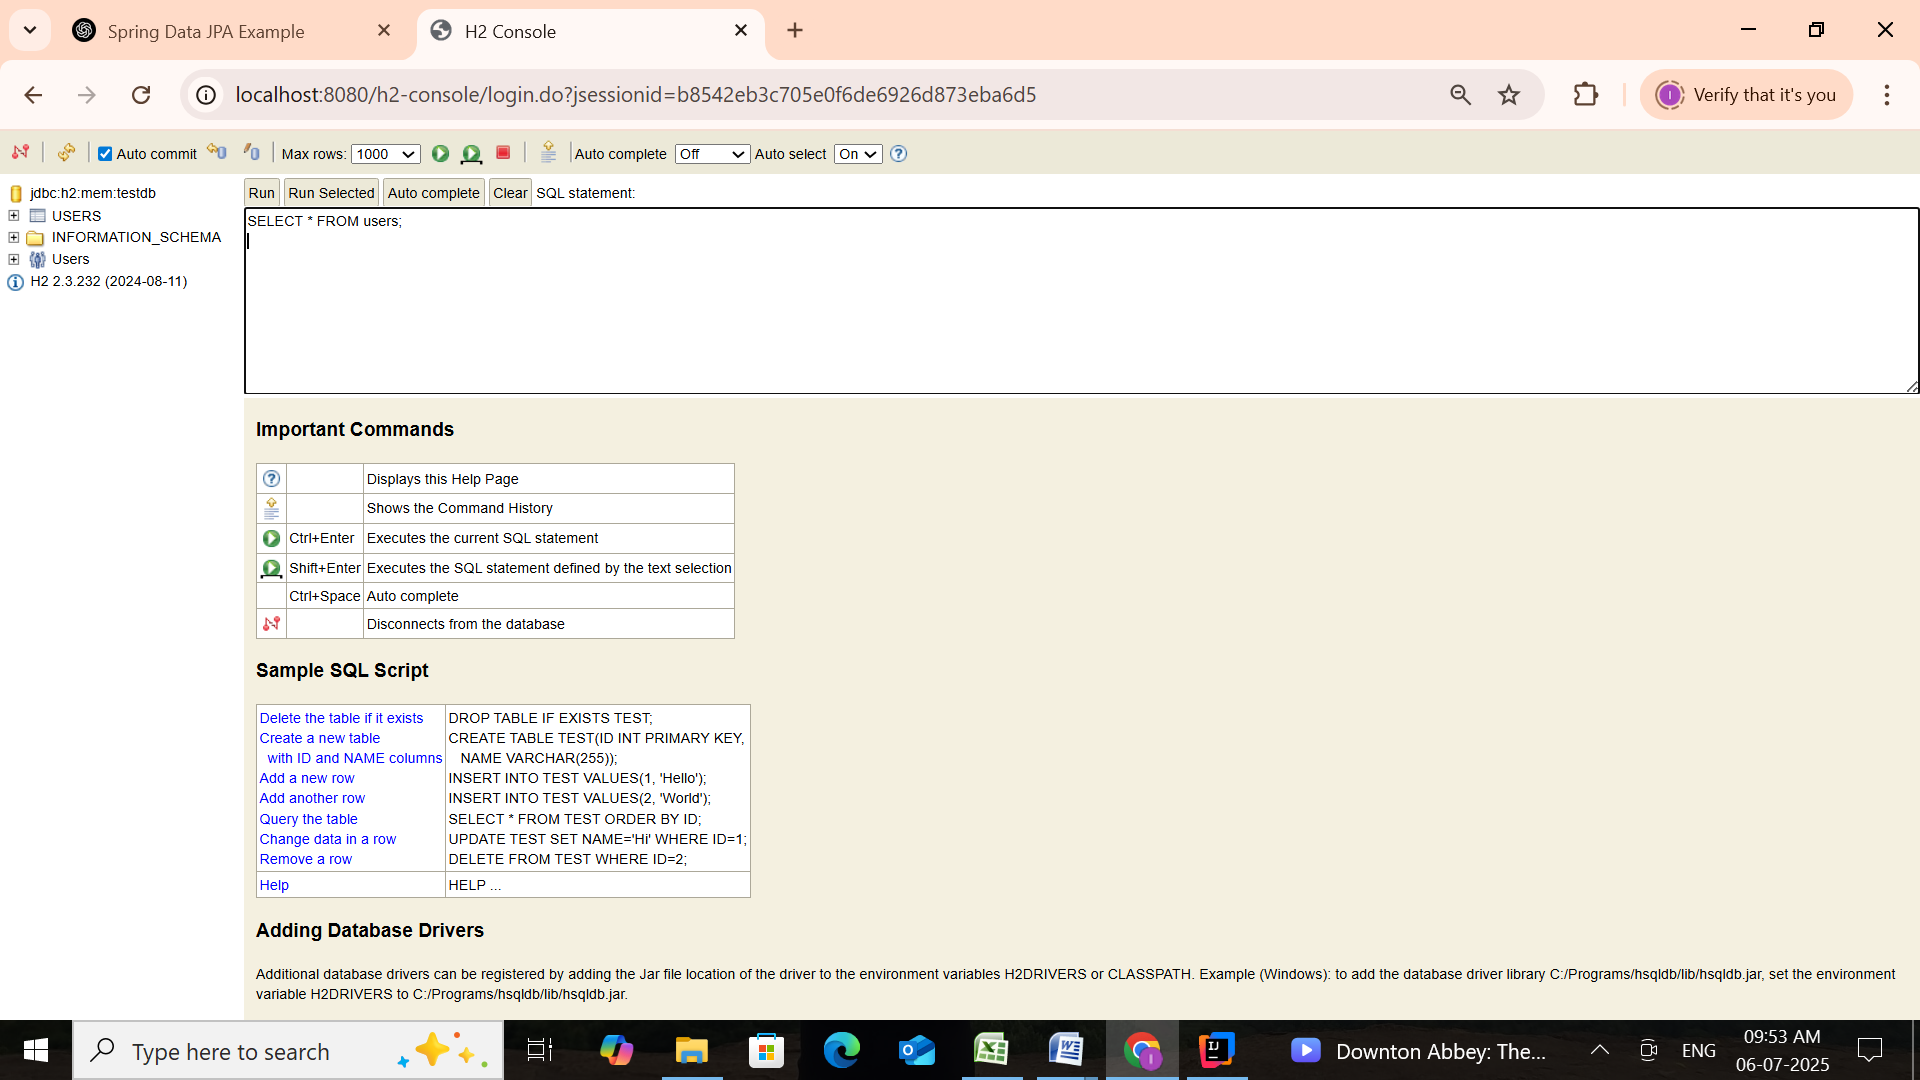 Spring Data JPA Example
H2 Console
localhost:8080/h2-console/login.do?jsessionid=b8542eb3c705e0f6de6926d873eba6d5
I
Verify that it's you
Auto commit
Max rows: 1000
Auto complete Off
Auto select On
jdbc:h2:mem:testdb
USERS
INFORMATION_SCHEMA
Users
H2 2.3.232 (2024-08-11)
Run Run Selected Auto complete Clear SQL statement:
SELECT * FROM users;
Important Commands
Displays this Help Page
Shows the Command History
Ctrl+Enter Executes the current SQL statement
Shift+Enter Executes the SQL statement defined by the text selection
Ctrl+Space Auto complete
Disconnects from the database
Sample SQL Script
Delete the table if it exists DROP TABLE IF EXISTS TEST;
Create a new table CREATE TABLE TEST(ID INT PRIMARY KEY,
with ID and NAME columns NAME VARCHAR(255));
Add a new row INSERT INTO TEST VALUES(1, 'Hello');
Add another row INSERT INTO TEST VALUES(2, 'World');
Query the table SELECT * FROM TEST ORDER BY ID;
Change data in a row UPDATE TEST SET NAME='Hi' WHERE ID=1;
Remove a row DELETE FROM TEST WHERE ID=2;
Help HELP ...
Adding Database Drivers
Additional database drivers can be registered by adding the Jar file location of the driver to the environment variables H2DRIVERS or CLASSPATH. Example (Windows): to add the database driver library C:/Programs/hsqldb/lib/hsqldb.jar, set the environment
variable H2DRIVERS to C:/Programs/hsqldb/lib/hsqldb.jar.
Type here to search
I
IJ
Downton Abbey: The...
ENG
09:53 AM
06-07-2025